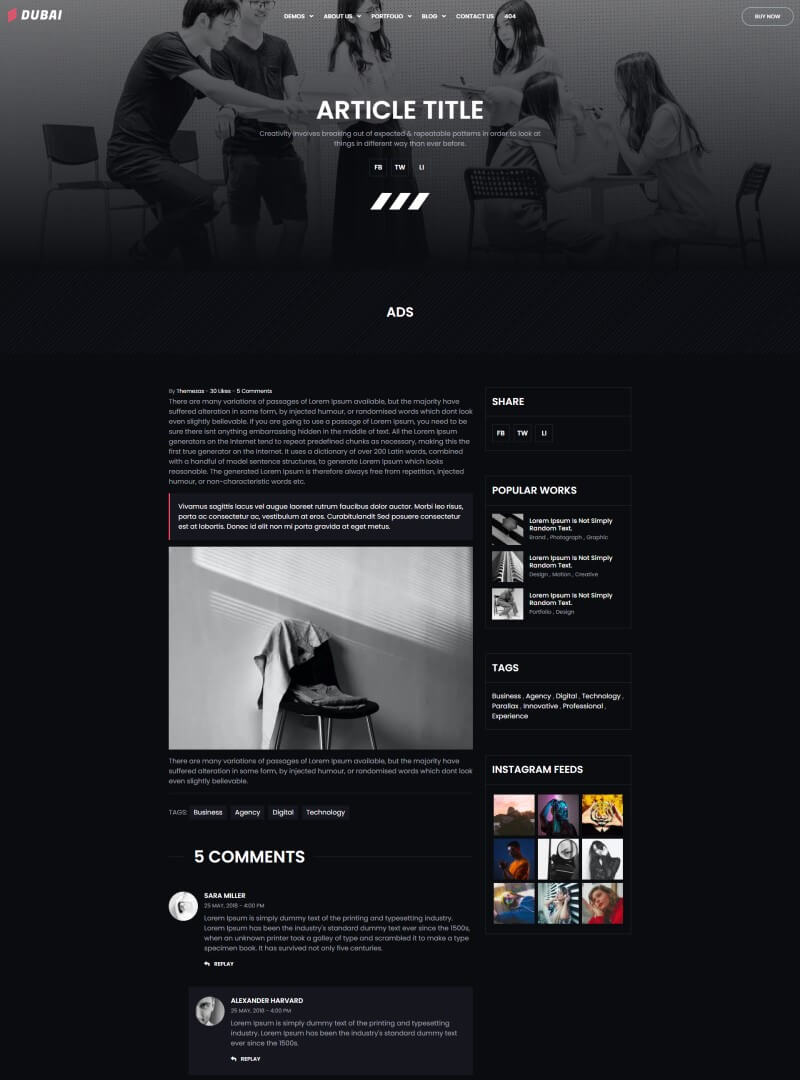 DUBAI
DEMOS ABOUT US PORTFOLIO BLOG CONTACT US 404
BUY NOW
ARTICLE TITLE
Creativity involves breaking out of expected & repeatable patterns in order to look at
things in different way than ever before.
FB TW LI
ADS
By Themezaa - 30 Likes - 5 Comments
There are many variations of passages of Lorem Ipsum available, but the majority have
suffered alteration in some form, by injected humour, or randomised words which dont look
even slightly believable. If you are going to use a passage of Lorem Ipsum, you need to be
sure there isnt anything embarrassing hidden in the middle of text. All the Lorem Ipsum
generators on the Internet tend to repeat predefined chunks as necessary, making this the
first true generator on the Internet. It uses a dictionary of over 200 Latin words, combined
with a handful of model sentence structures, to generate Lorem Ipsum which looks
reasonable. The generated Lorem Ipsum is therefore always free from repetition, injected
humour, or non-characteristic words etc.
Vivamus sagittis lacus vel augue laoreet rutrum faucibus dolor auctor. Morbi leo risus,
porta ac consectetur ac, vestibulum at eros. Curabitulandit Sed posuere consectetur
est at lobortis. Donec id elit non mi porta gravida at eget metus.
There are many variations of passages of Lorem Ipsum available, but the majority have
suffered alteration in some form, by injected humour, or randomised words which dont look
even slightly believable.
TAGS: Business Agency Digital Technology
5 COMMENTS
SARA MILLER
25 MAY, 2018 - 4:00 PM
Lorem Ipsum is simply dummy text of the printing and typesetting industry.
Lorem Ipsum has been the industry's standard dummy text ever since the 1500s,
when an unknown printer took a galley of type and scrambled it to make a type
specimen book. It has survived not only five centuries.
REPLAY
ALEXANDER HARVARD
25 MAY, 2018 - 4:00 PM
Lorem Ipsum is simply dummy text of the printing and typesetting
industry. Lorem Ipsum has been the industry's standard dummy text
ever since the 1500s.
REPLAY
SHARE
FB TW LI
POPULAR WORKS
Lorem Ipsum Is Not Simply
Random Text.
Brand , Photograph , Graphic
Lorem Ipsum Is Not Simply
Random Text.
Design , Motion , Creative
Lorem Ipsum Is Not Simply
Random Text.
Portfolio , Design
TAGS
Business , Agency , Digital , Technology ,
Parallax , Innovative , Professional ,
Experience
INSTAGRAM FEEDS